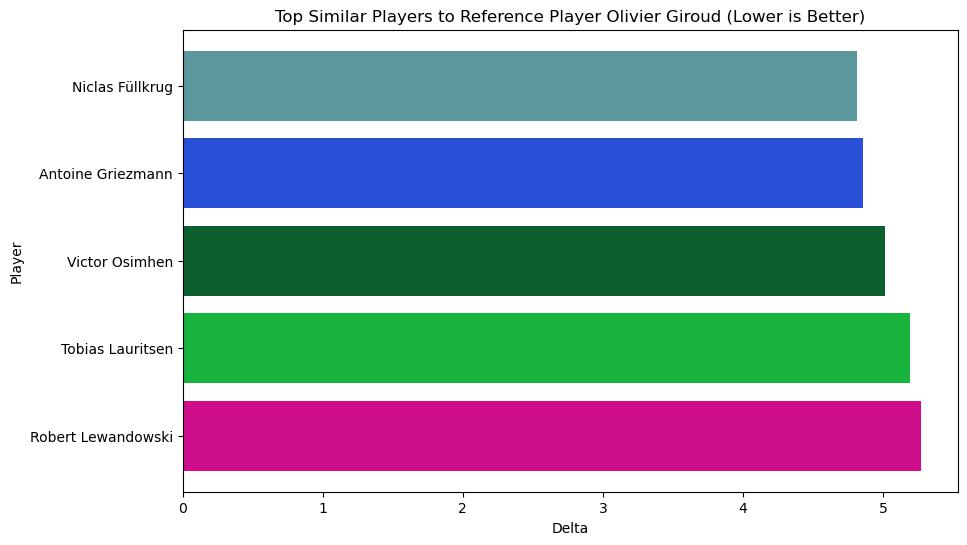 Top Similar Players to Reference Player Olivier Giroud (Lower is Better)
Niclas Füllkrug
Antoine Griezmann
Victor Osimhen
Tobias Lauritsen
Robert Lewandowski
Player
0 1 2 3 4 5
Delta